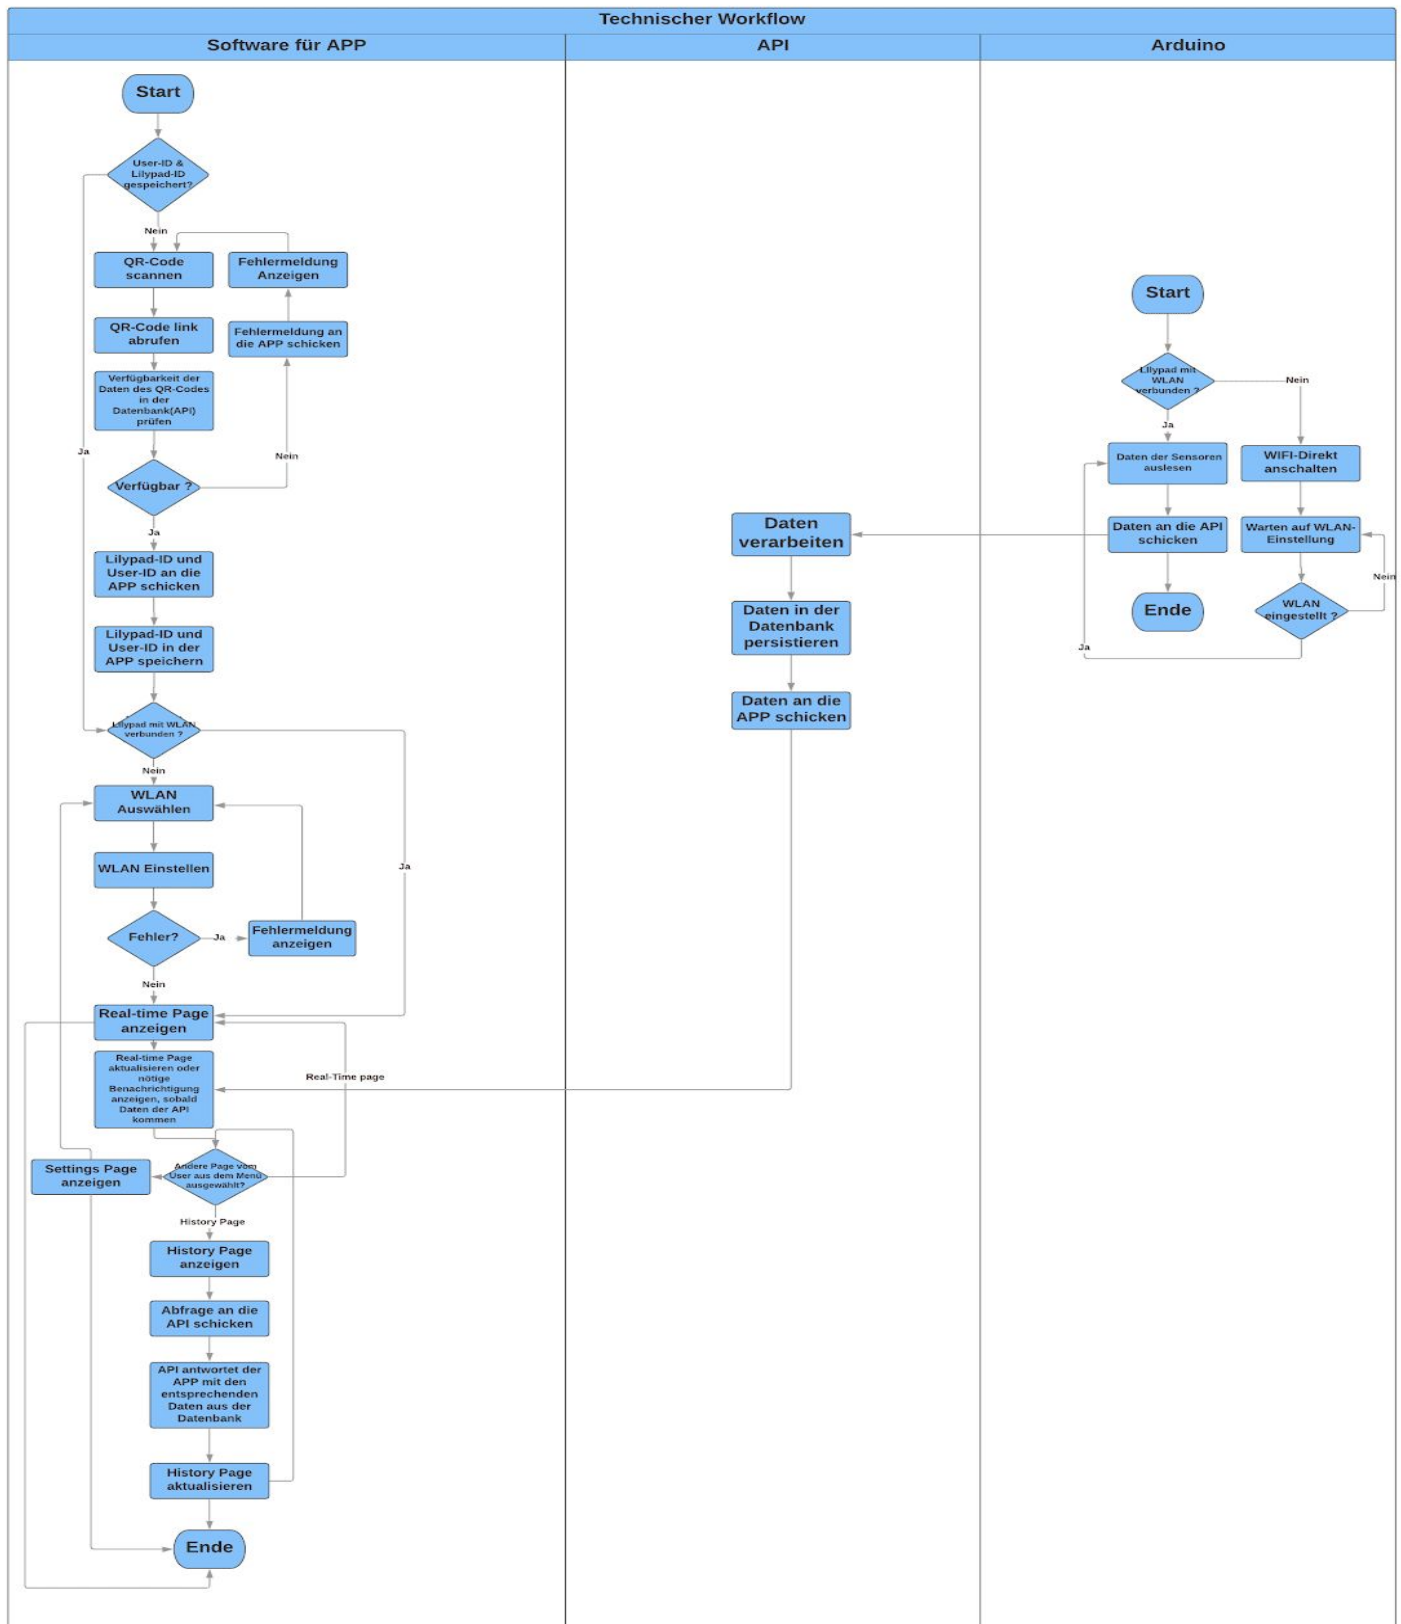 Technischer Workflow
Software für APP
API
Arduino
Start
User-ID &
Lilypad-ID
gespeichert?
Nein
QR-Code
scannen
Fehlermeldung
Anzeigen
QR-Code link
abrufen
Fehlermeldung an
die APP schicken
Verfügbarkeit der
Daten des QR-Codes
in der
Datenbank(API)
prüfen
Ja
Nein
Verfügbar ?
Ja
Lilypad-ID und
User-ID an die
APP schicken
Lilypad-ID und
User-ID in der
APP speichern
Lilypad mit WLAN
verbunden ?
Nein
WLAN
Auswählen
Ja
WLAN Einstellen
Fehler?
Ja
Fehlermeldung
anzeigen
Nein
Real-time Page
anzeigen
Real-time Page
aktualisieren oder
nötige
Benachrichtigung
anzeigen, sobald
Daten der API
kommen
Real-Time page
Andere Page vom
User aus dem Menü
ausgewählt?
Settings Page
anzeigen
History Page
History Page
anzeigen
Abfrage an die
API schicken
API antwortet der
APP mit den
entsprechenden
Daten aus der
Datenbank
History Page
aktualisieren
Ende
Daten
verarbeiten
Daten in der
Datenbank
persistieren
Daten an die
APP schicken
Start
Lilypad mit
WLAN
verbunden ?
Nein
Ja
Daten der Sensoren
auslesen
WIFI-Direkt
anschalten
Daten an die API
schicken
Warten auf WLAN-
Einstellung
Nein
Ende
WLAN
eingestellt ?
Ja